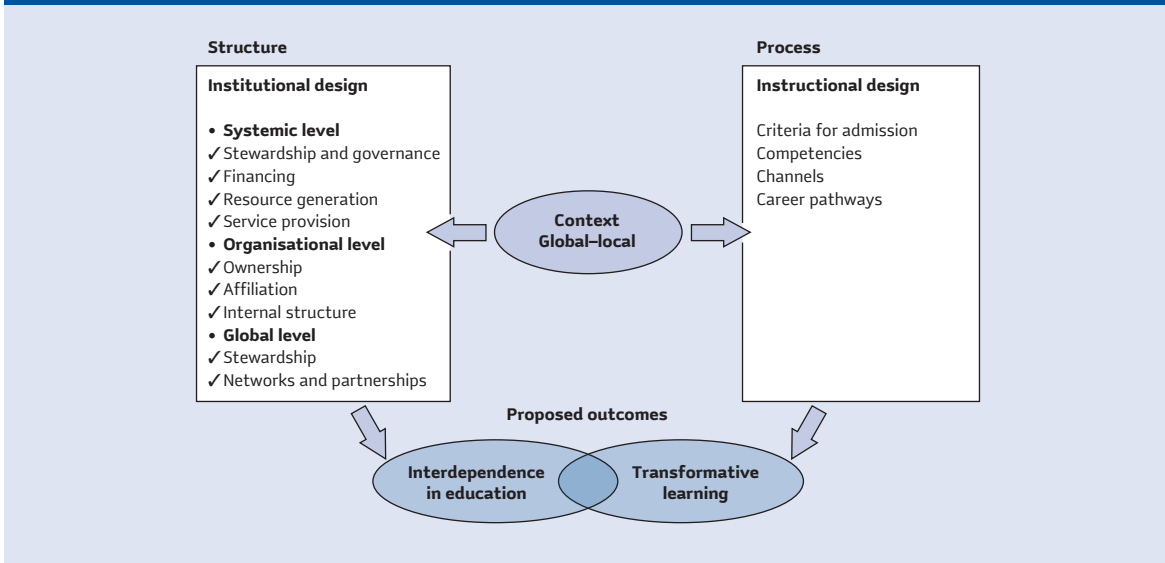 Structure
Institutional design
• Systemic level
✓Stewardship and governance
✓Financing
✓Resource generation
✓Service provision
• Organisational level
✓Ownership
✓Affiliation
✓Internal structure
• Global level
✓Stewardship
✓Networks and partnerships
Process
Instructional design
Criteria for admission
Competencies
Channels
Career pathways
Context
Global–local
Proposed outcomes
Interdependence
in education
Transformative
learning